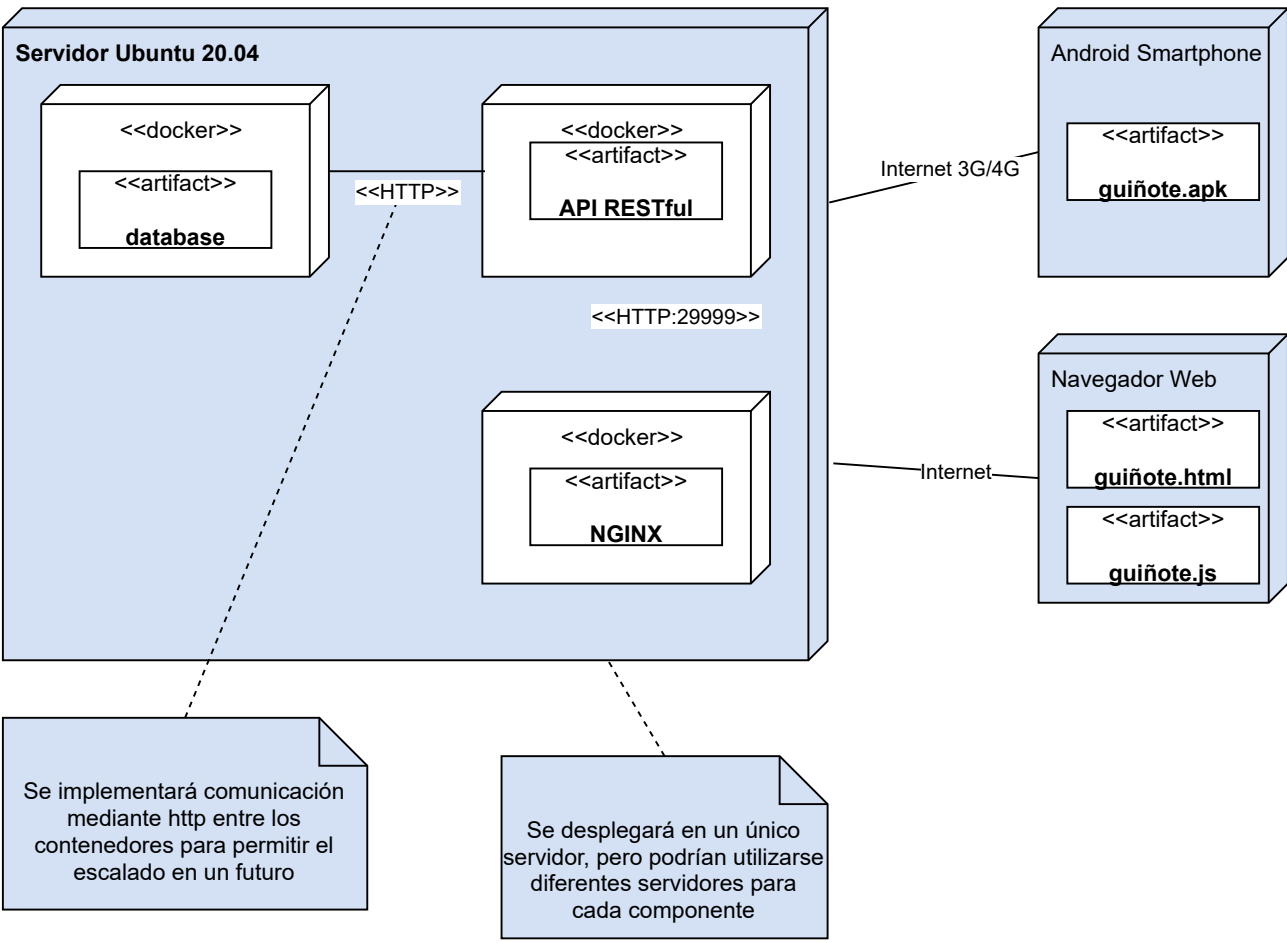 Servidor Ubuntu 20.04
<<docker>>
<<artifact>>
database
<<HTTP>>
<<docker>>
<<artifact>>
API RESTful
<<HTTP:29999>>
<<docker>>
<<artifact>>
NGINX
Internet 3G/4G
Android Smartphone
<<artifact>>
guiñote.apk
Internet
Navegador Web
<<artifact>>
guiñote.html
<<artifact>>
guiñote.js
Se implementará comunicación
mediante http entre los
contenedores para permitir el
escalado en un futuro
Se desplegará en un único
servidor, pero podrían utilizarse
diferentes servidores para
cada componente